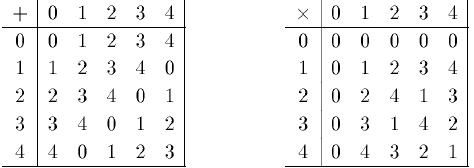 + 0 1 2 3 4 × 0 1 2 3 4
0 0 1 2 3 4 0 0 0 0 0 0
1 1 2 3 4 0 1 0 1 2 3 4
2 2 3 4 0 1 2 0 2 4 1 3
3 3 4 0 1 2 3 0 3 1 4 2
4 4 0 1 2 3 4 0 4 3 2 1